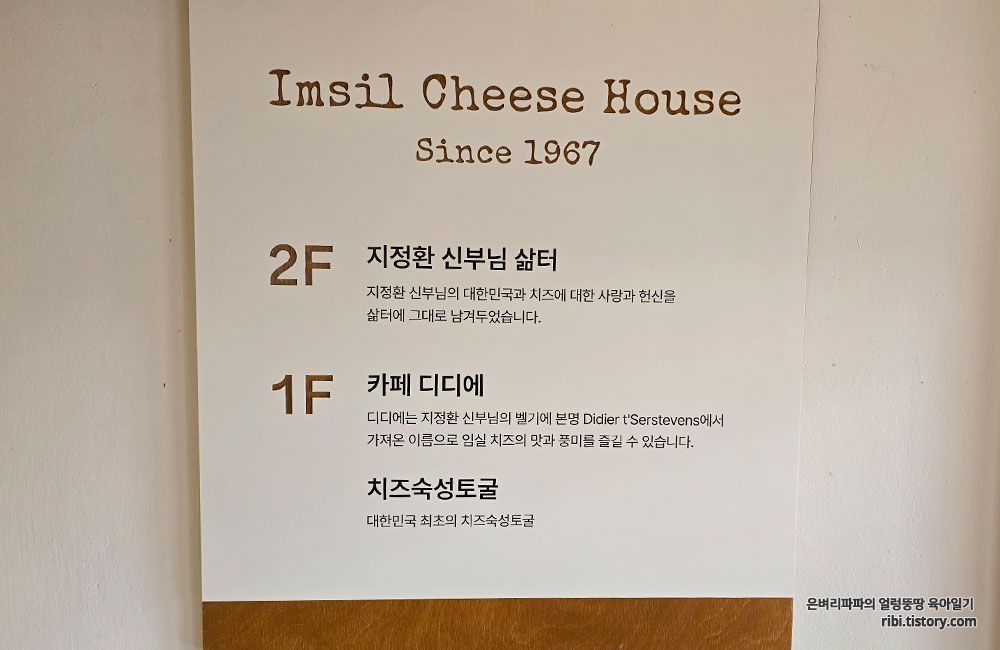 Imsil Cheese House
Since 1967
2F
지정환 신부님 삶터
지정환 신부님의 대한민국과 치즈에 대한 사랑과 헌신을
삶터에 그대로 남겨두었습니다.
1F
카페 디디에
디디에는 지정환 신부님의 벨기에 본명 Didier t'Serstevens에서
가져온 이름으로 임실 치즈의 맛과 풍미를 즐길 수 있습니다.
치즈숙성토굴
대한민국 최초의 치즈숙성토굴
은벼리파파의 얼렁뚱땅 육아일기
ribi.tistory.com